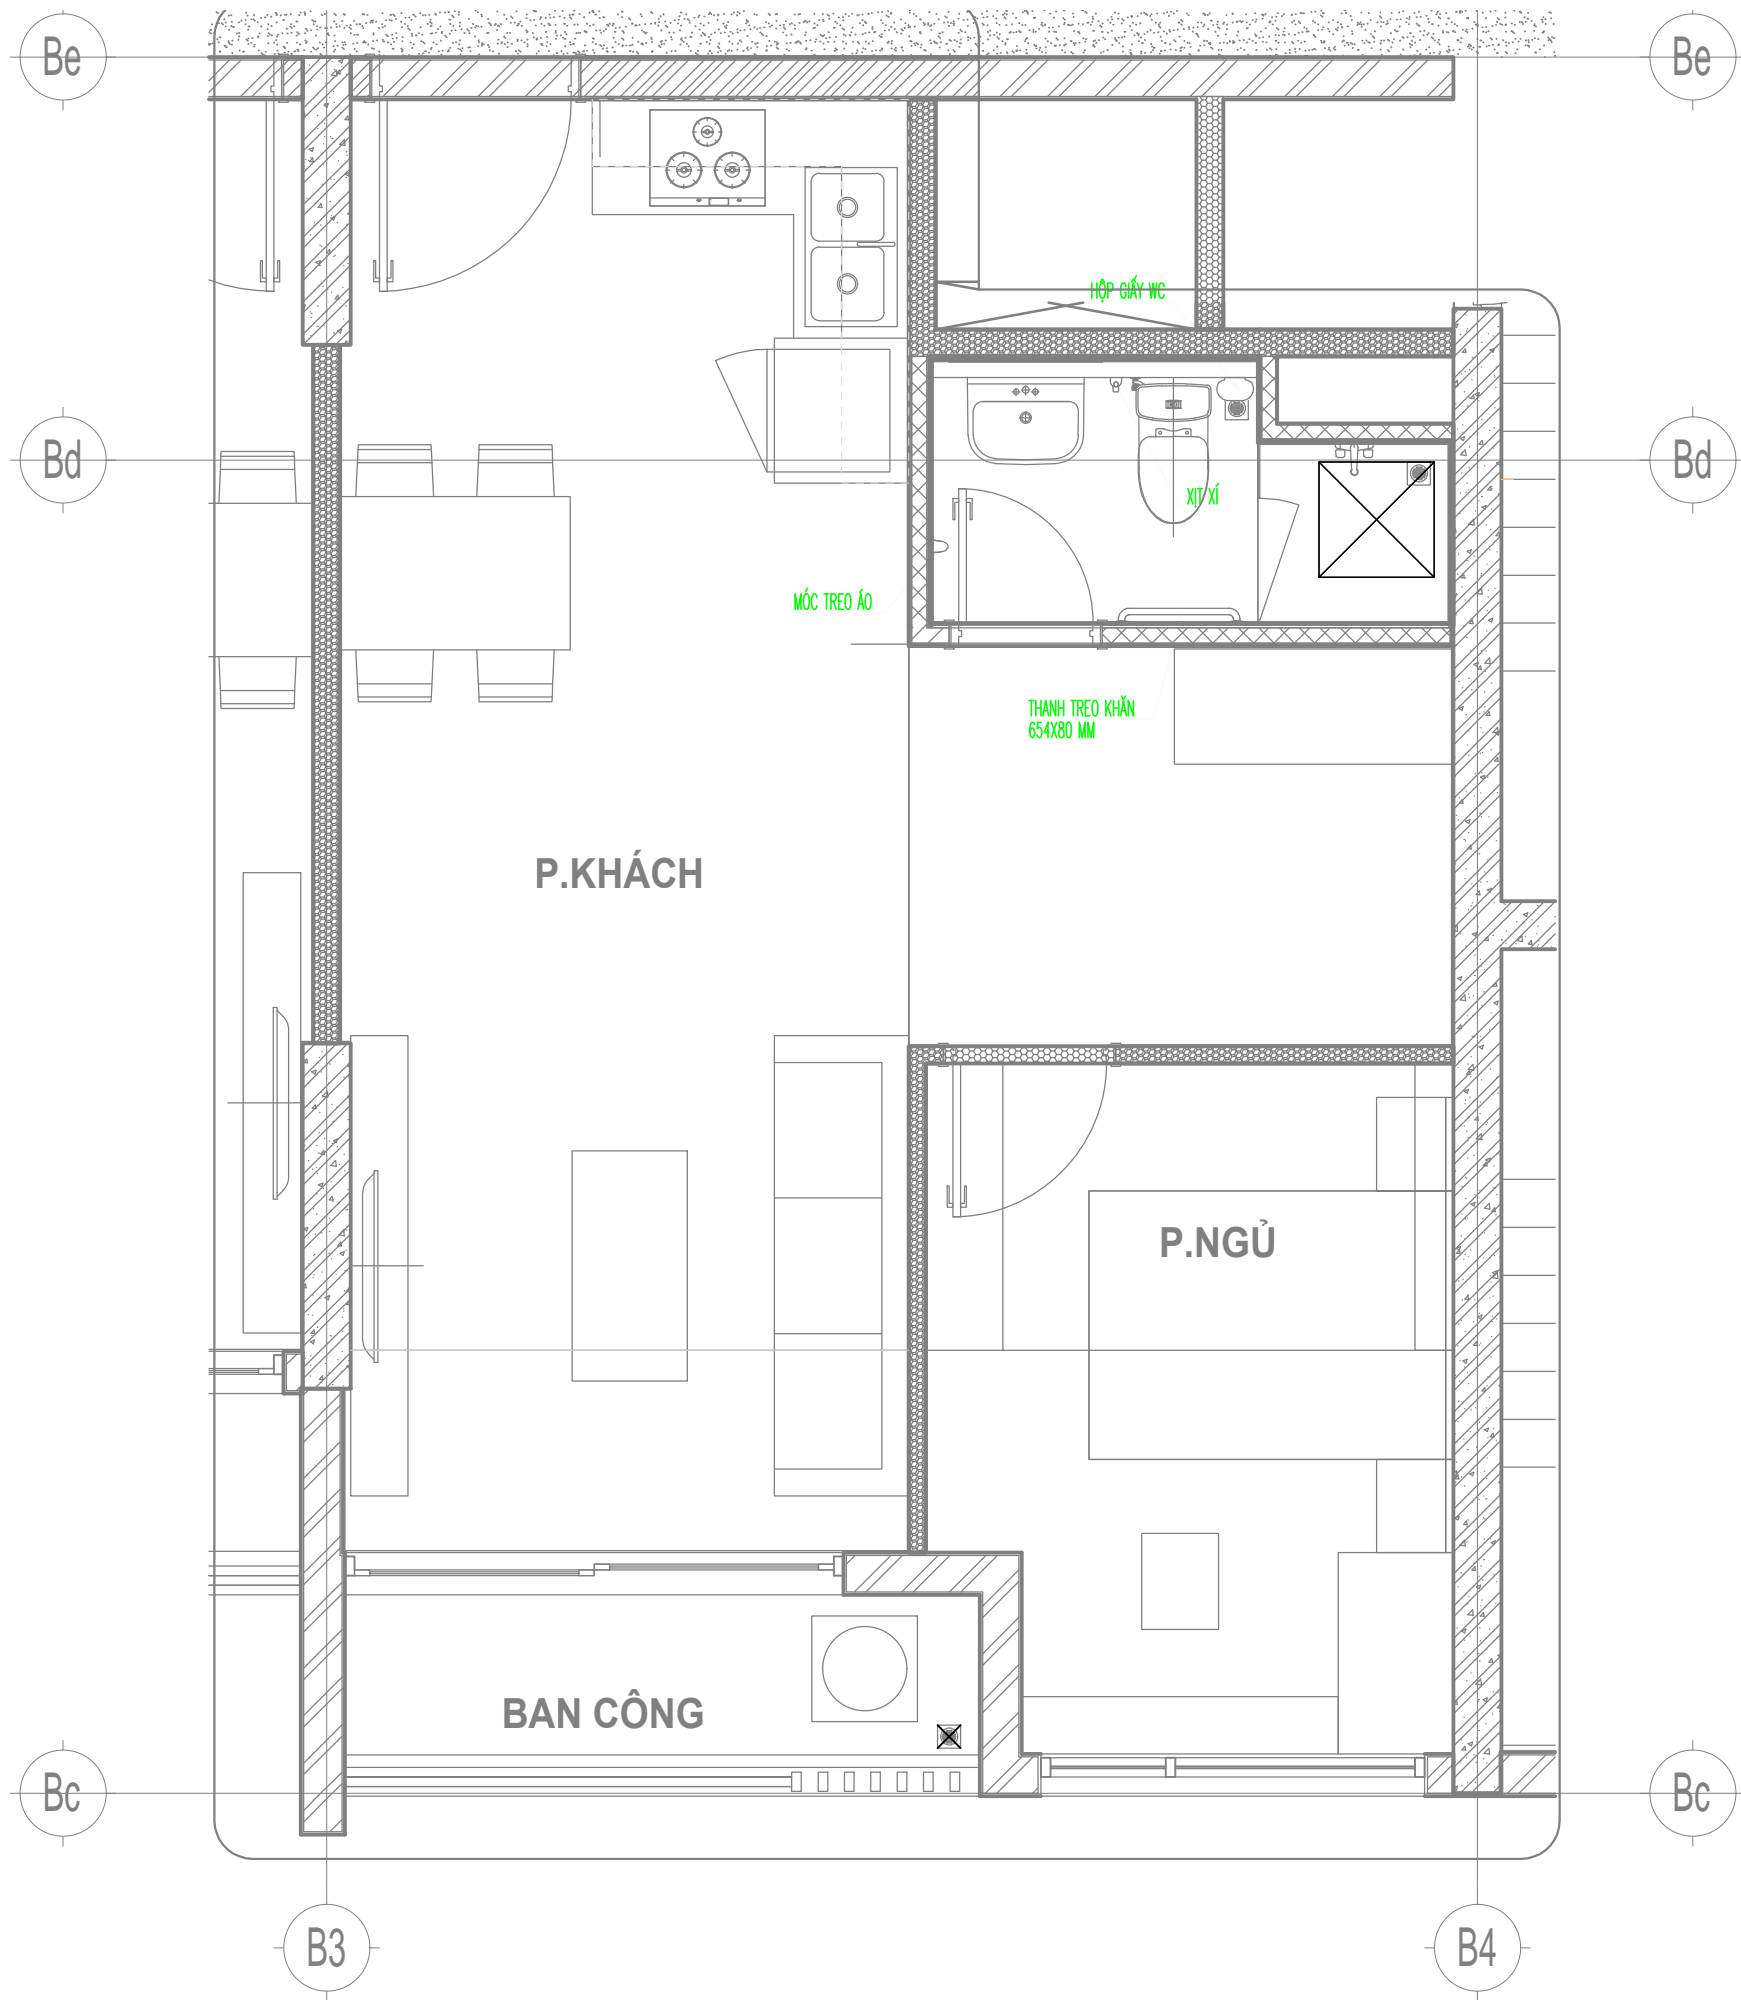 Be
Be
HỘP GIẤY WC
Bd
Bd
XỊT XÍ
MÓC TREO ÁO
THANH TREO KHĂN
654X80 MM
P.KHÁCH
P.NGỦ
BAN CÔNG
Bc
Bc
B3
B4